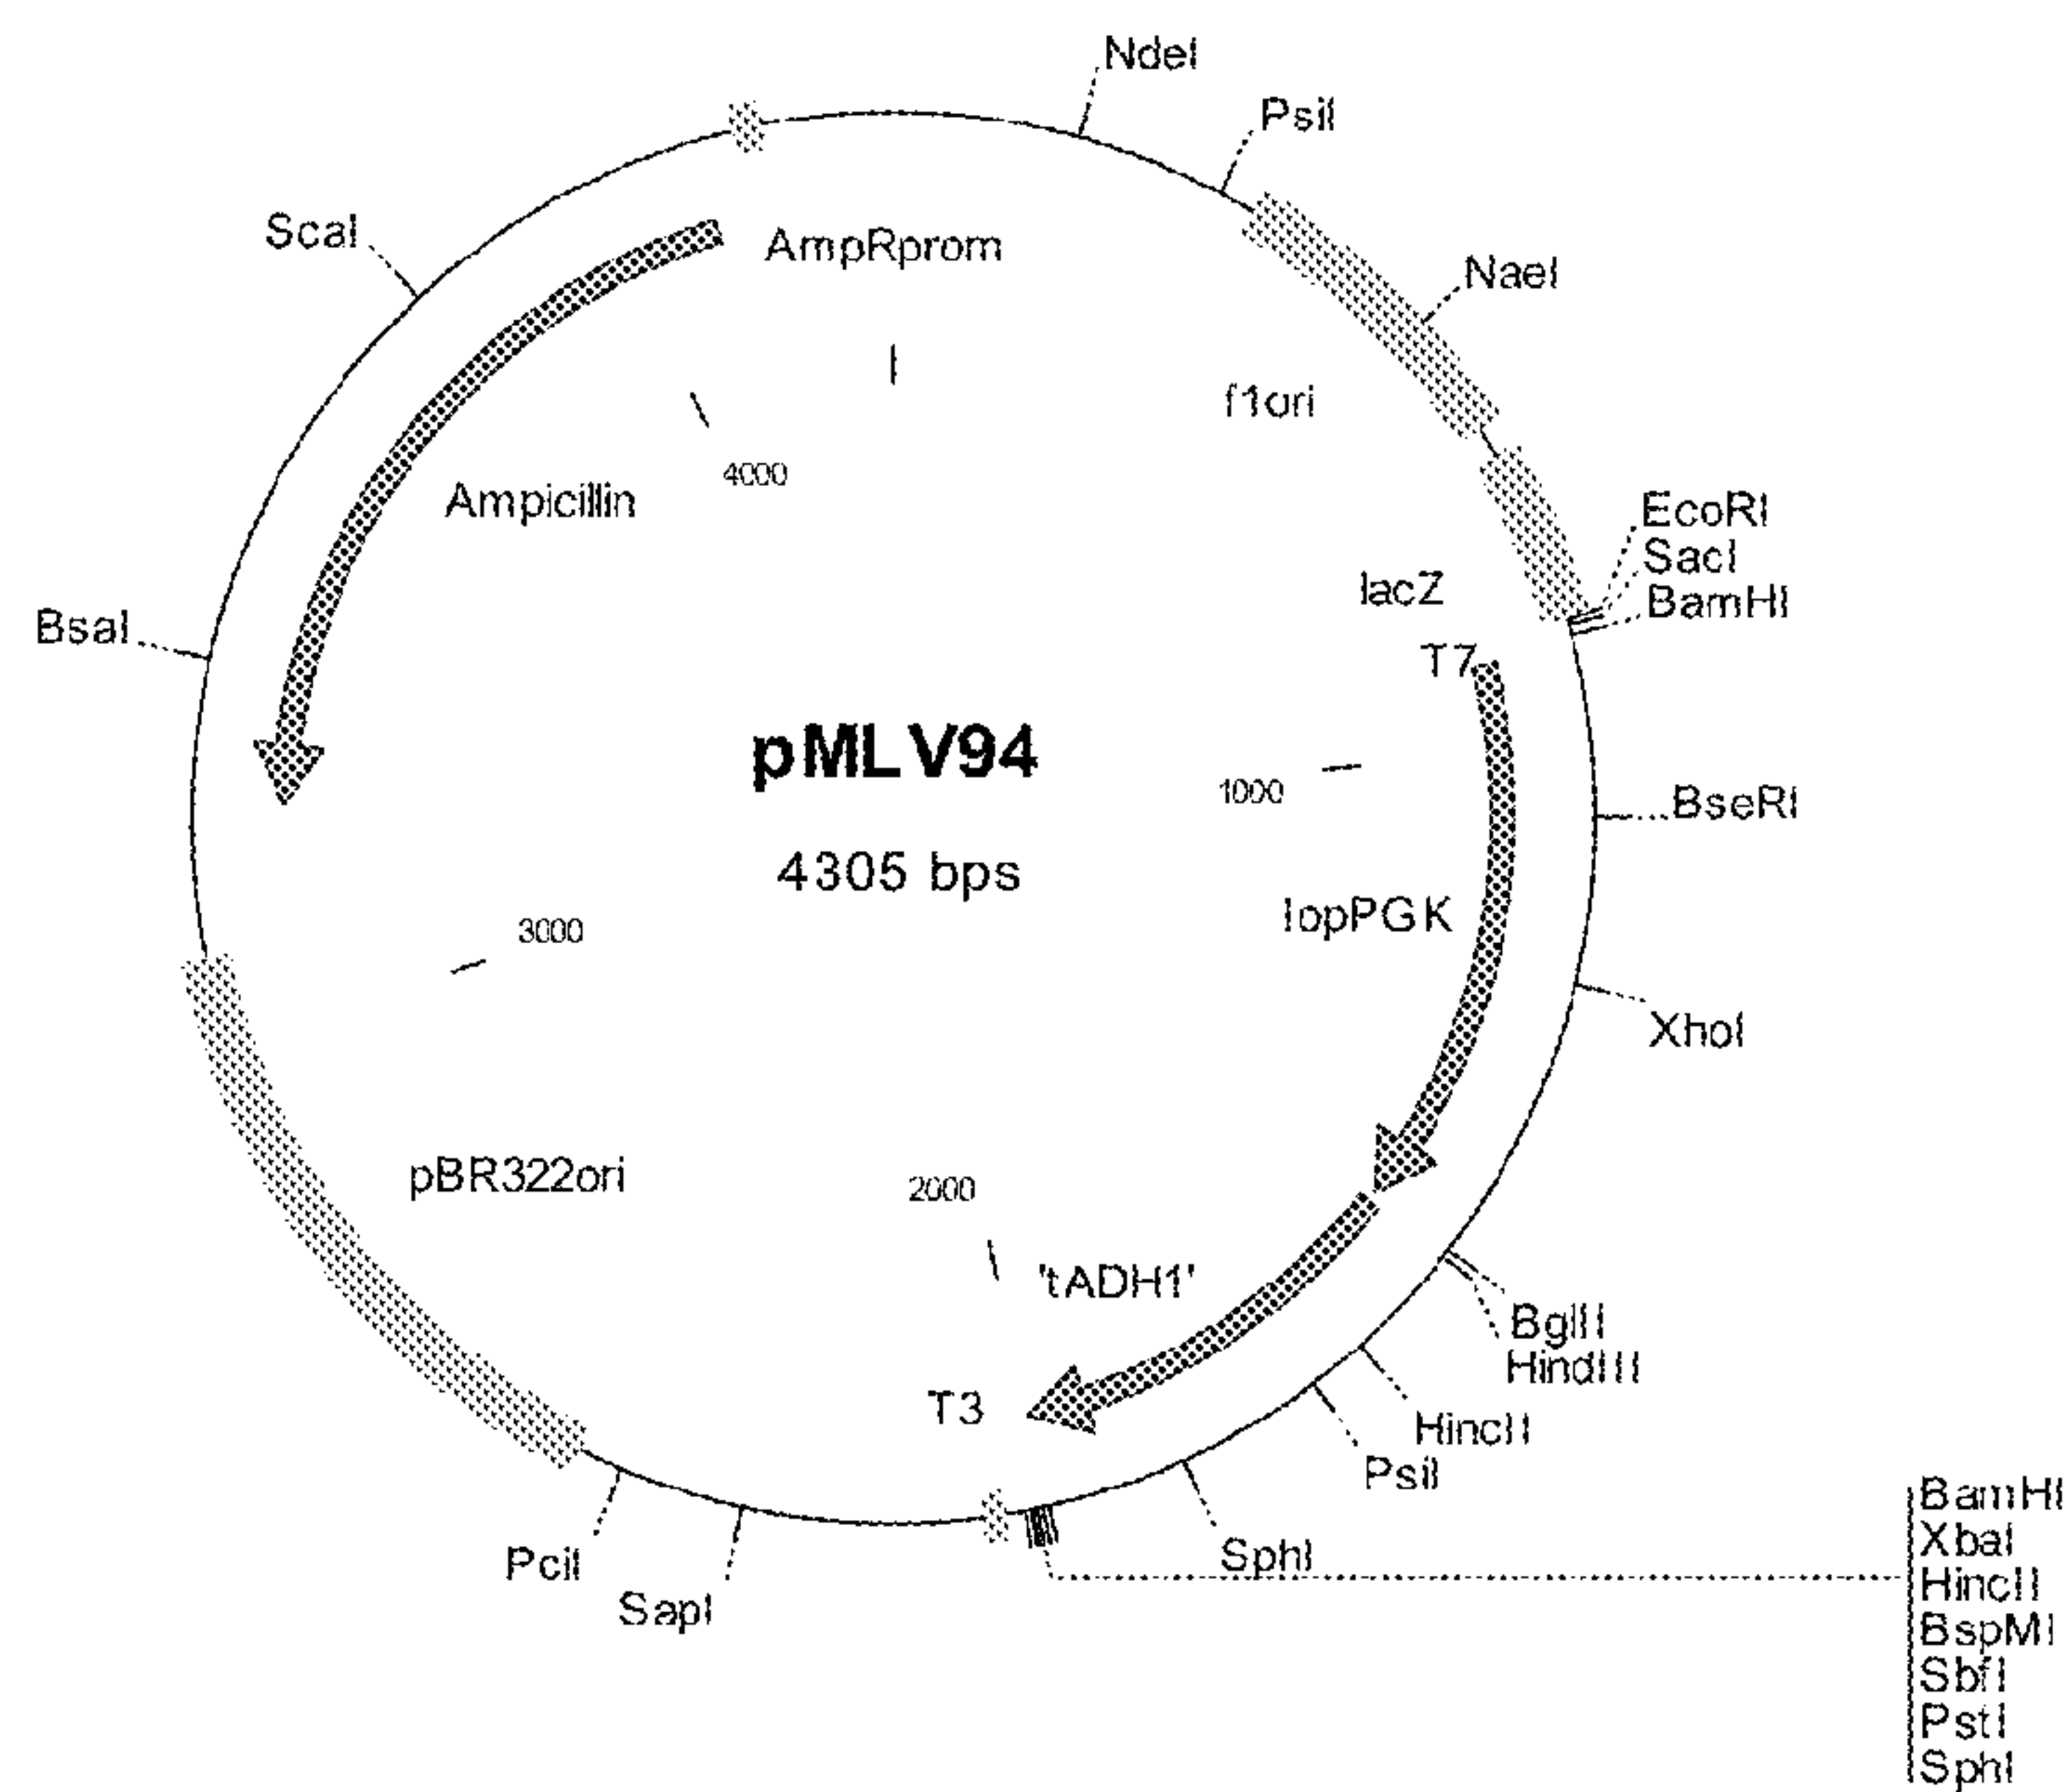 NdeI
PsiI
ScaI
AmpRprom
NaeI
f1ori
4000
Ampicillin
EcoRI
SacI
BamHI
lacZ
BsaI
T7
pMLV94
1000
BseRI
4305 bps
lopPGK
3000
XhoI
pBR322ori
2000
'tADH1'
BglII
HindIII
T3
HincII
PsiI
SphI
PciI
SapI
BamHI
XbaI
HincII
BspMI
SbfI
PstI
SphI